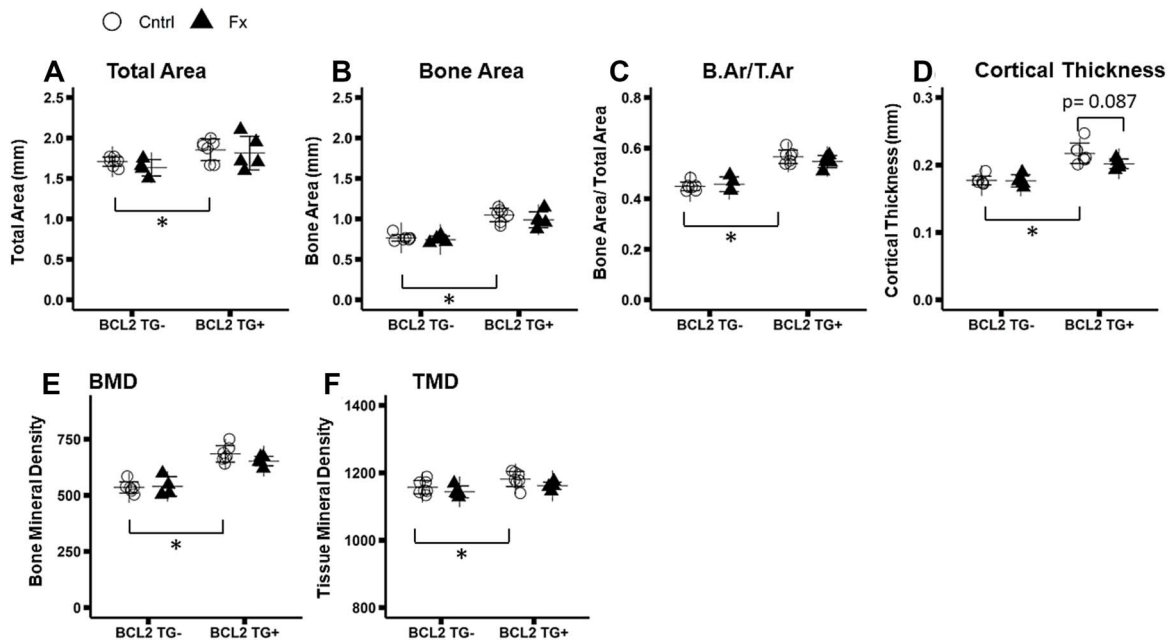 Cntrl Fx
A Total Area
2.5
2.0
1.5
1.0
0.5
0.0
Total Area (mm)
*
BCL2 TG- BCL2 TG+
B Bone Area
2.5
2.0
1.5
1.0
0.5
0.0
Bone Area (mm)
*
BCL2 TG- BCL2 TG+
C B.Ar/T.Ar
0.8
0.6
0.4
0.2
0.0
Bone Area/ Total Area
*
BCL2 TG- BCL2 TG+
D Cortical Thickness
p= 0.087
0.3
0.2
0.1
0.0
Cortical Thickness (mm)
*
BCL2 TG- BCL2 TG+
E BMD
750
500
250
0
Bone Mineral Density
*
BCL2 TG- BCL2 TG+
F TMD
1400
1200
1000
800
Tissue Mineral Density
*
BCL2 TG- BCL2 TG+